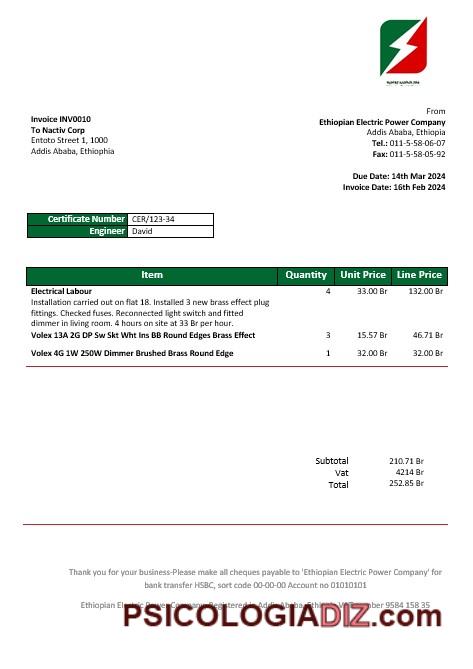 From
Invoice INV0010
Ethiopian Electric Power Company
To Nactiv Corp
Addis Ababa, Ethiopia
Entoto Street 1, 1000
Tel.: 011-5-58-06-07
Addis Ababa, Ethiophia
Fax: 011-5-58-05-92
Due Date: 14th Mar 2024
Invoice Date: 16th Feb 2024
Certificate Number CER/123-34
Engineer David
Item Quantity Unit Price Line Price
Electrical Labour 4 33.00 Br 132.00 Br
Installation carried out on flat 18. Installed 3 new brass effect plug
fittings. Checked fuses. Reconnected light fixtures and fitted
dimmer in living room. 4 hours on site at 33 Br per hour.
Volex 13A 2G DP Sw Skt Wht Ins BB Round Edges Brass Effect 3 15.57 Br 46.71 Br
Volex 4G 1W 250W Dimmer Brushed Brass Round Edge 1 32.00 Br 32.00 Br
Subtotal 210.71 Br
Vat 4214 Br
Total 252.85 Br
Thank you for your business-Please make all cheques payable to 'Ethiopian Electric Power Company' for
bank transfer HSBC, sort code 00-00-00 Account no 01010101
Ethiopian Electric Power Company Registered in Addis Ababa, Ethiopia VAT number 9584 158 35
PSICOLOGIADIZ.com